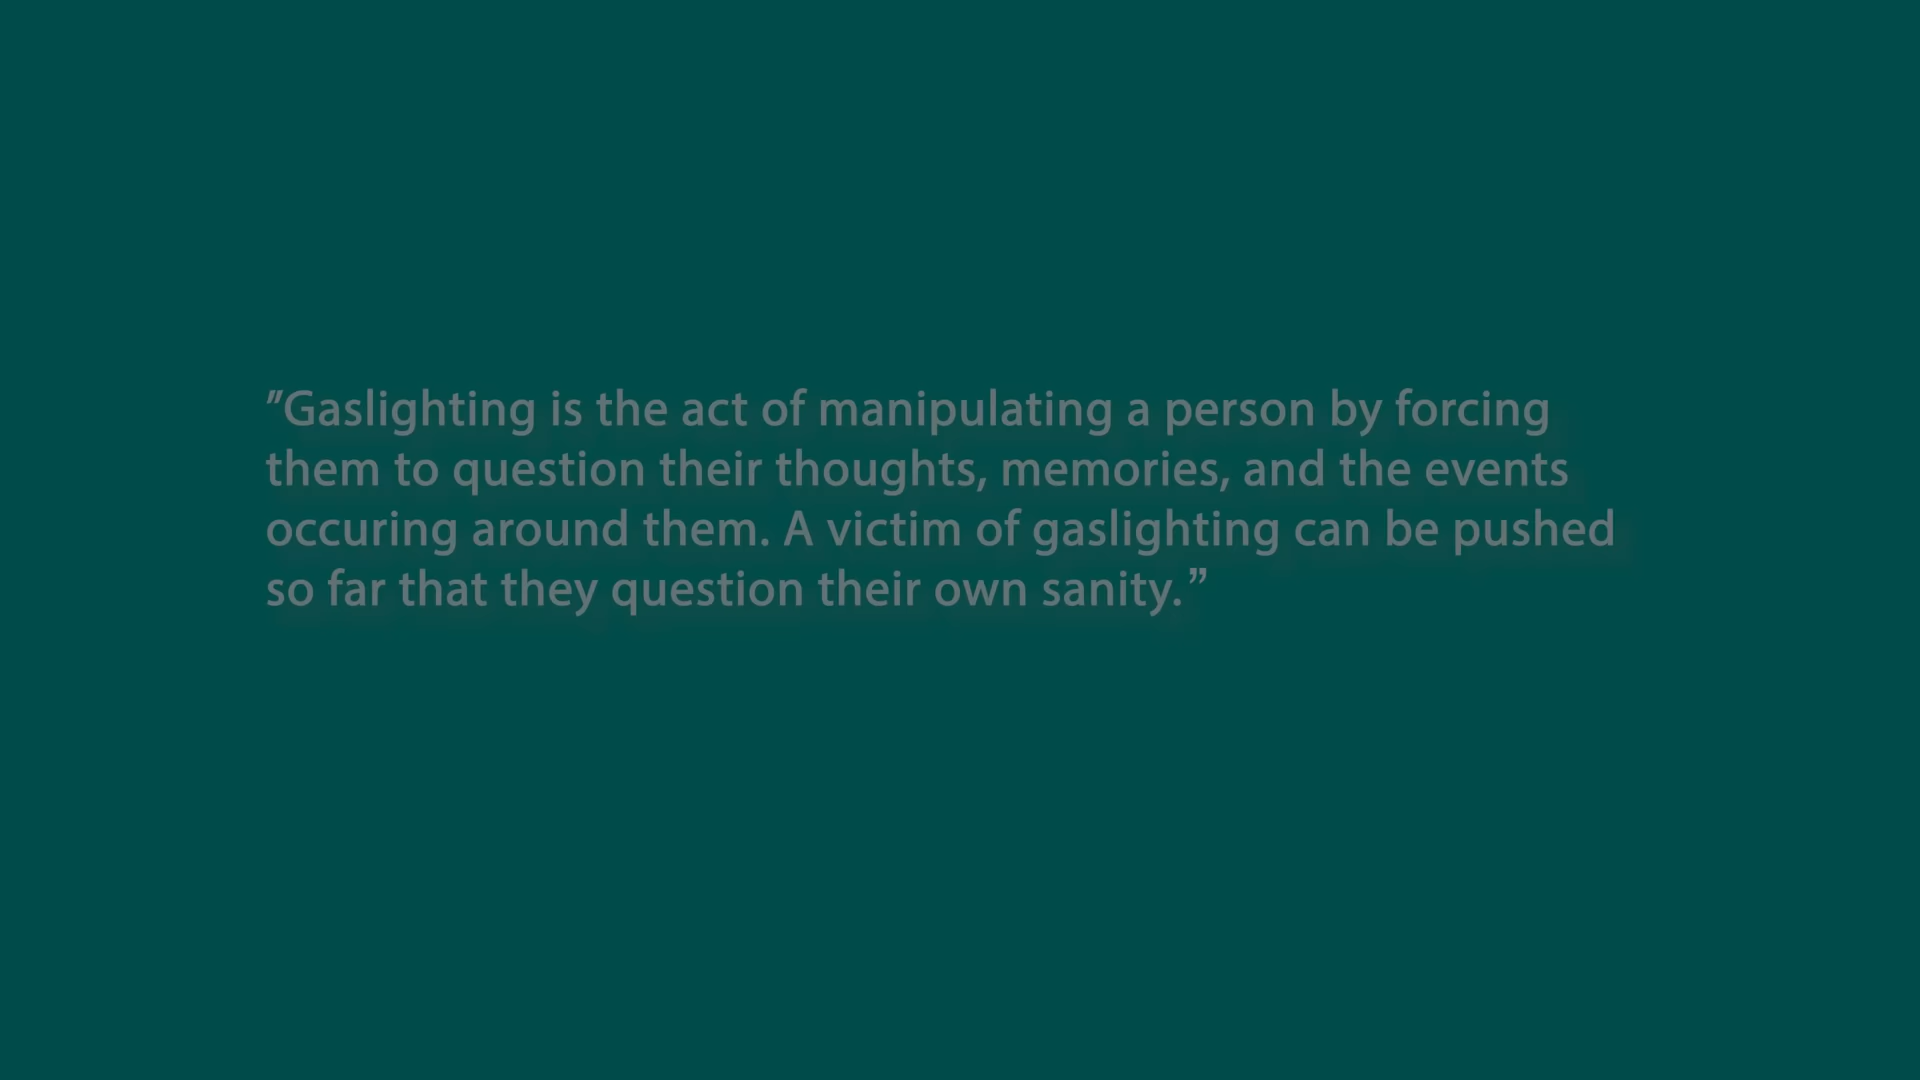 ”Gaslighting is the act of manipulating a person by forcing
them to question their thoughts, memories, and the events
occuring around them. A victim of gaslighting can be pushed
so far that they question their own sanity.”